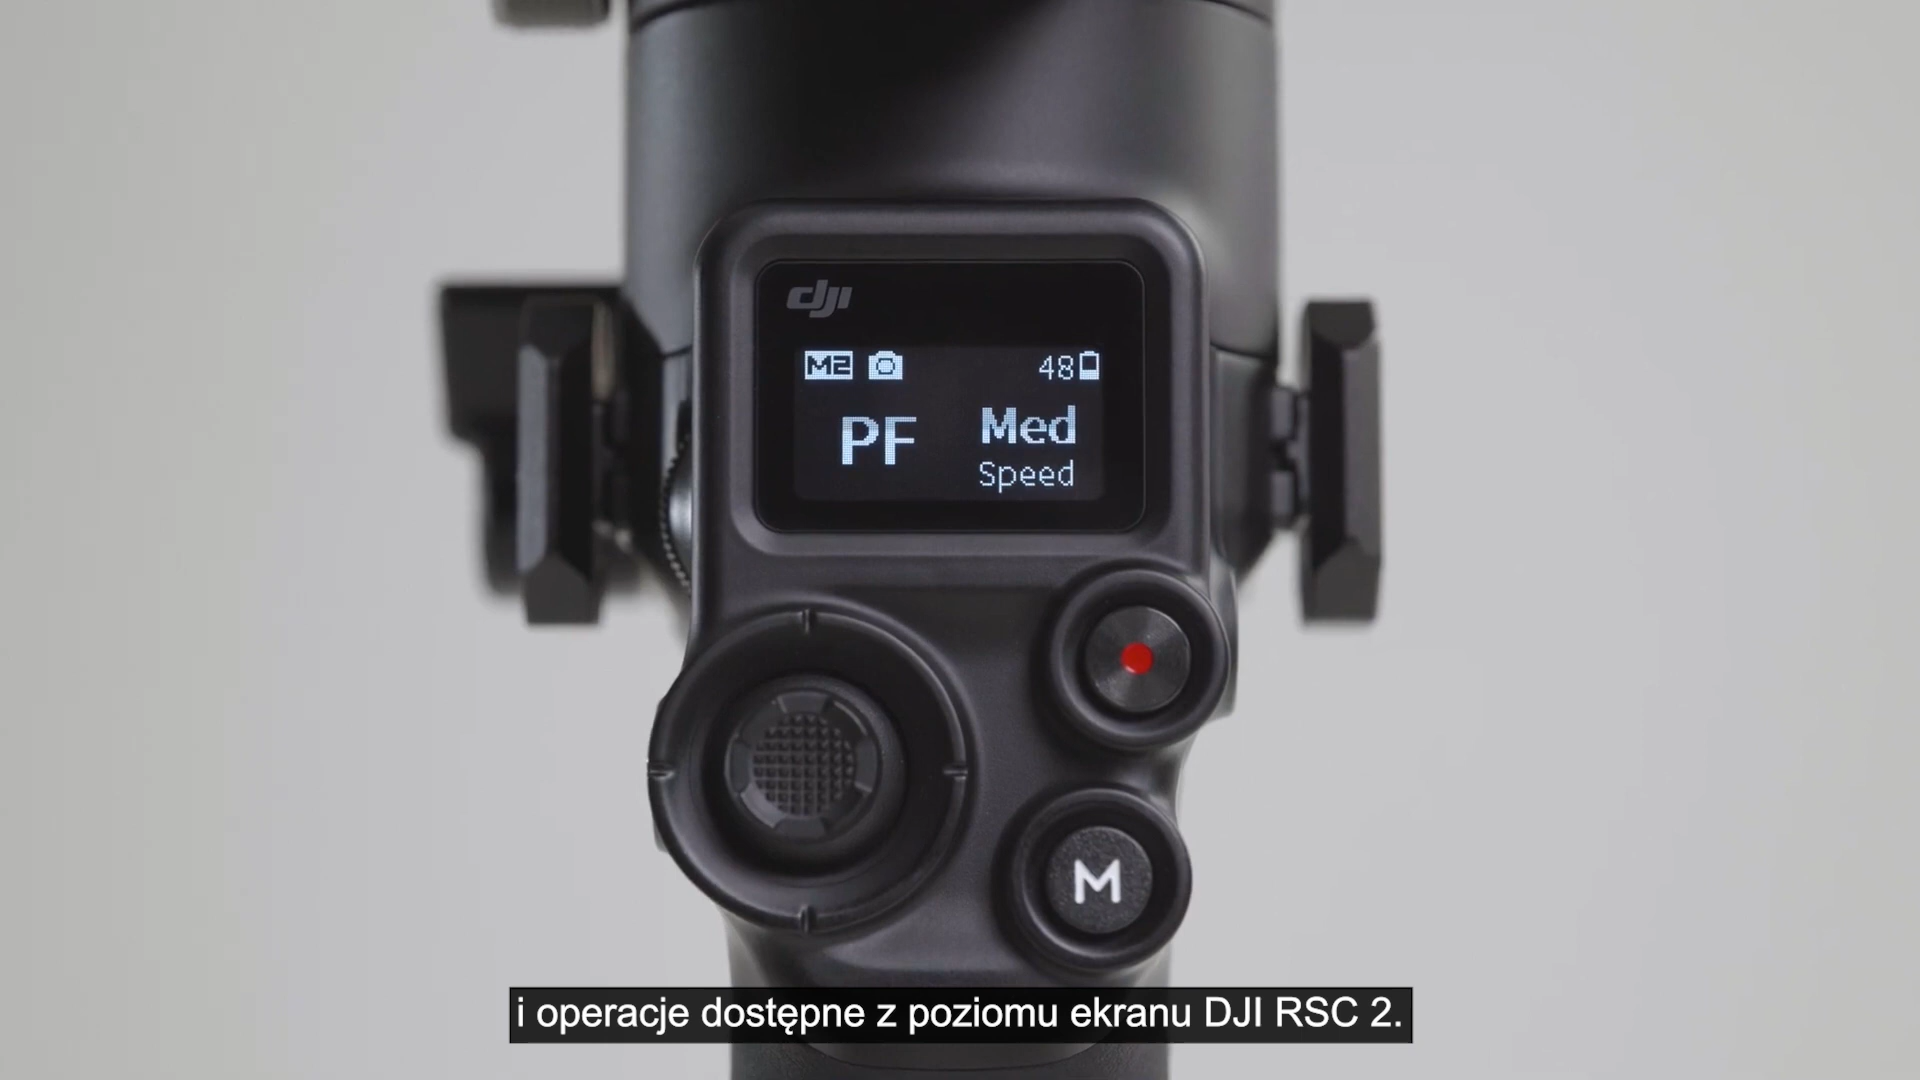 dji
M2 48
PF Med
Speed
M
i operacje dostępne z poziomu ekranu DJI RSC 2.